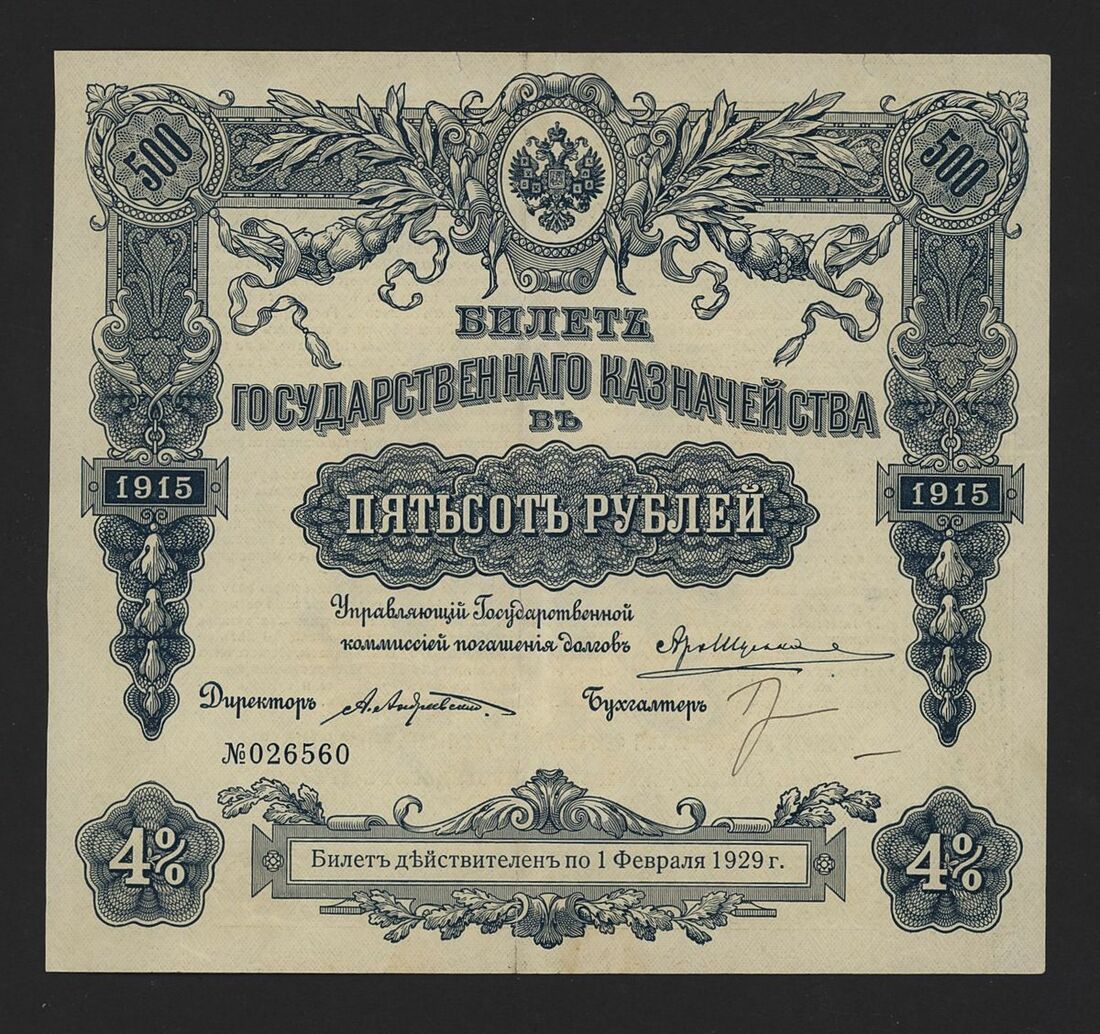 500 500
БИЛЕТЪ
ГОСУДАРСТВЕННАГО КАЗНАЧЕЙСТВА
ВЪ
1915 1915
ПЯТЬСОТЪ РУБЛЕЙ
Управляющій Государственной
коммиссіей погашенія долговъ
Директоръ Бухгалтеръ
№026560
4% 4%
Билетъ дѣйствителенъ по 1 Февраля 1929 г.